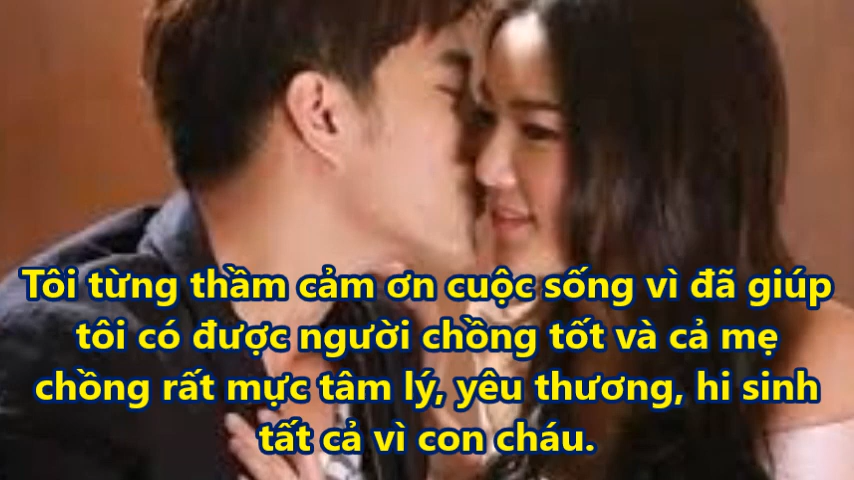 Tôi từng thầm cảm ơn cuộc sống vì đã giúp
tôi có được người chồng tốt và cả mẹ
chồng rất mực tâm lý, yêu thương, hi sinh
tất cả vì con cháu.